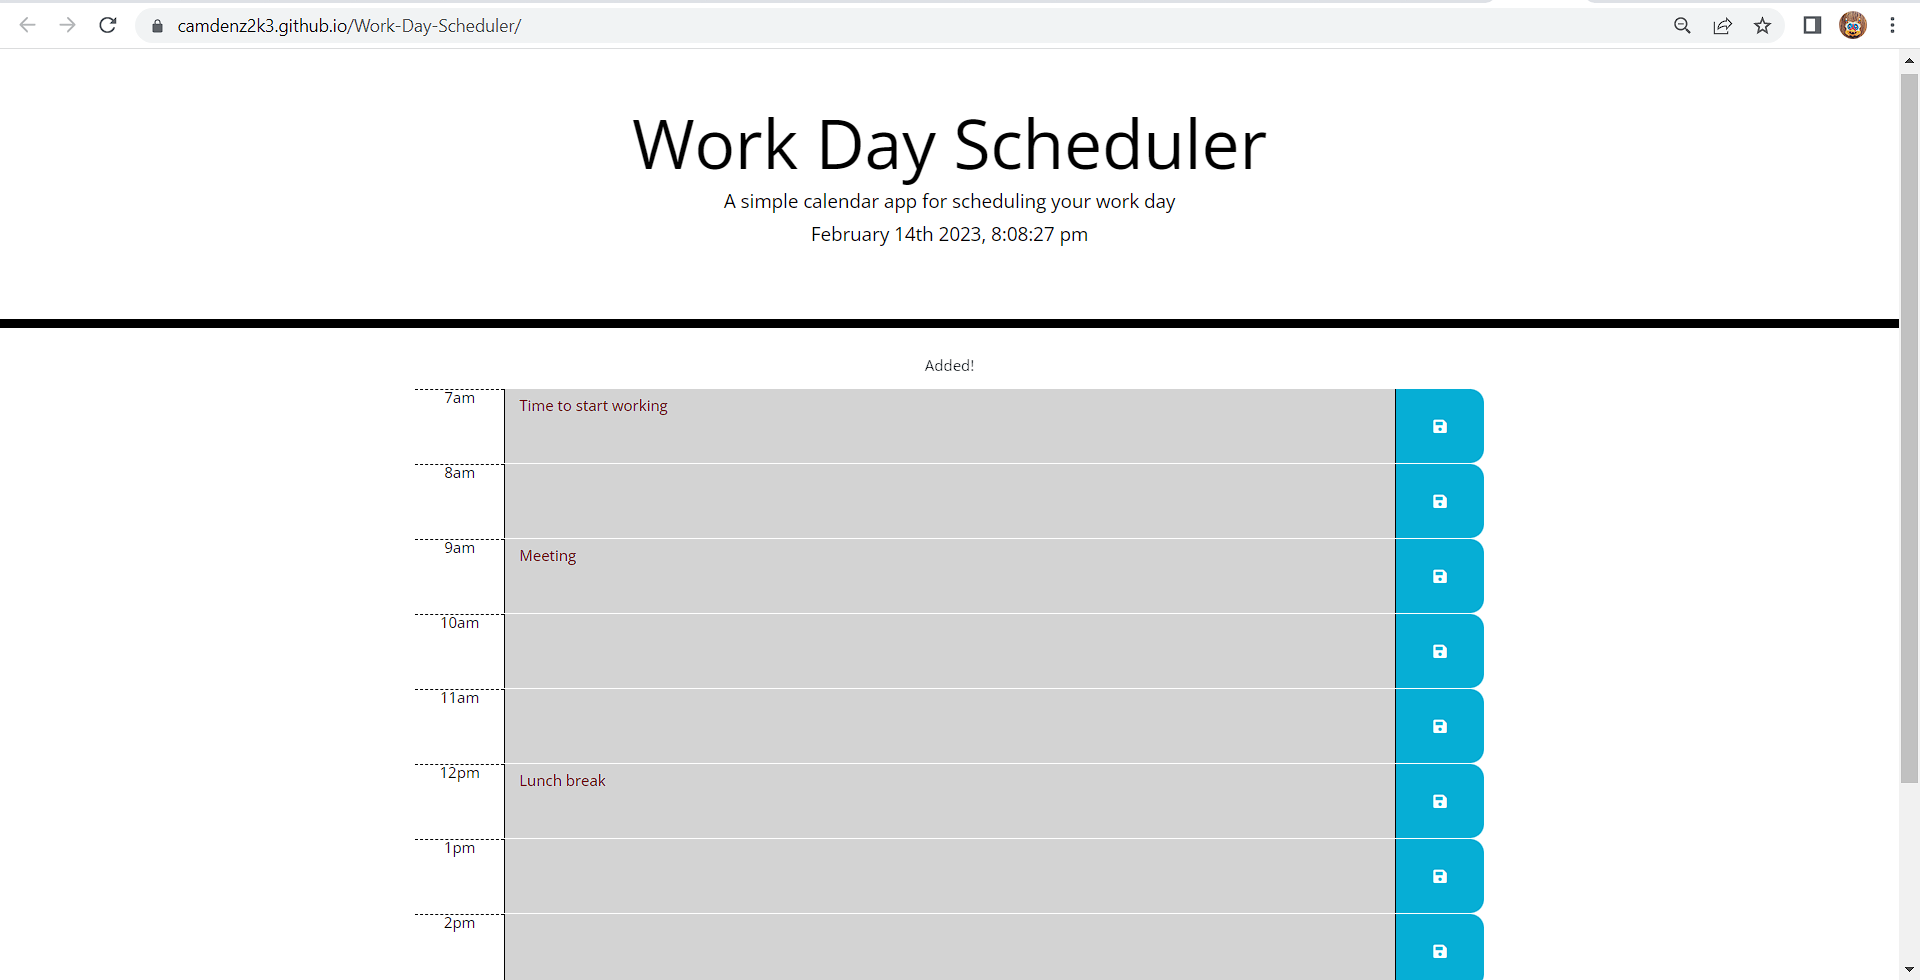 camdenz2k3.github.io/Work-Day-Scheduler/
Work Day Scheduler
A simple calendar app for scheduling your work day
February 14th 2023, 8:08:27 pm
Added!
7am
Time to start working
8am
9am
Meeting
10am
11am
12pm
Lunch break
1pm
2pm